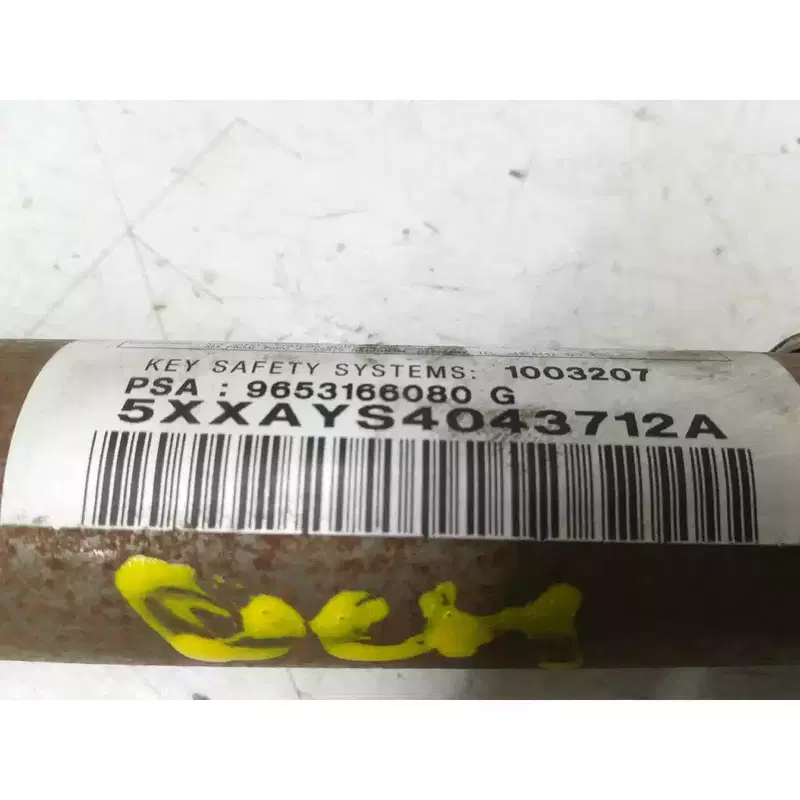 KEY SAFETY SYSTEMS: 1003207
PSA : 9653166080 G
5XXAYS4043712A